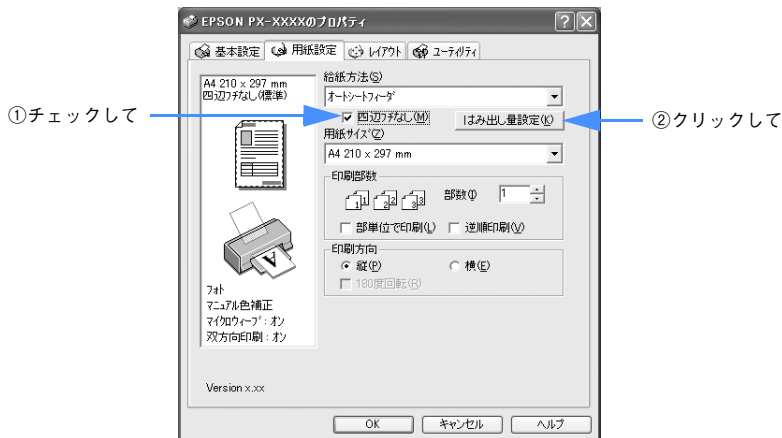 EPSON PX-XXXXのプロパティ
基本設定 用紙設定 レイアウト ユーティリティ
A4 210 x 297 mm
四辺フチなし(標準)
フォト
マニュアル色補正
マイクロウィーブ：オン
双方向印刷：オン
Version x.xx
給紙方法(S)
オートシートフィーダ
四辺フチなし(M) はみ出し量設定(K)
用紙サイズ(Z)
A4 210 x 297 mm
印刷部数
1 1 2 2 3 3
部数(I) 1
部単位で印刷(L) 逆順印刷(V)
印刷方向
縦(P) 横(E)
180度回転(R)
OK キャンセル ヘルプ
①チェックして
②クリックして